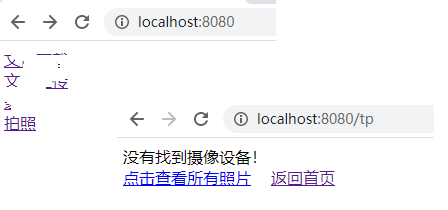 localhost:8080
文
拍照
localhost:8080/tp
没有找到摄像设备！
点击查看所有照片 返回首页